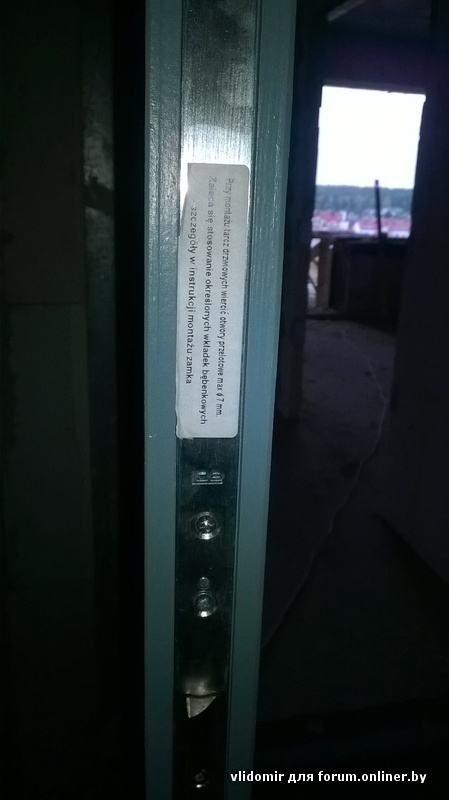 Przy montażu tarcz drzwiowych wiercić otwory przelotowe max ϕ 7 mm.
Zaleca się stosowanie określonych wkładek bębenkowych
szczegóły w instrukcji montażu zamka
vlidomir для forum.onliner.by